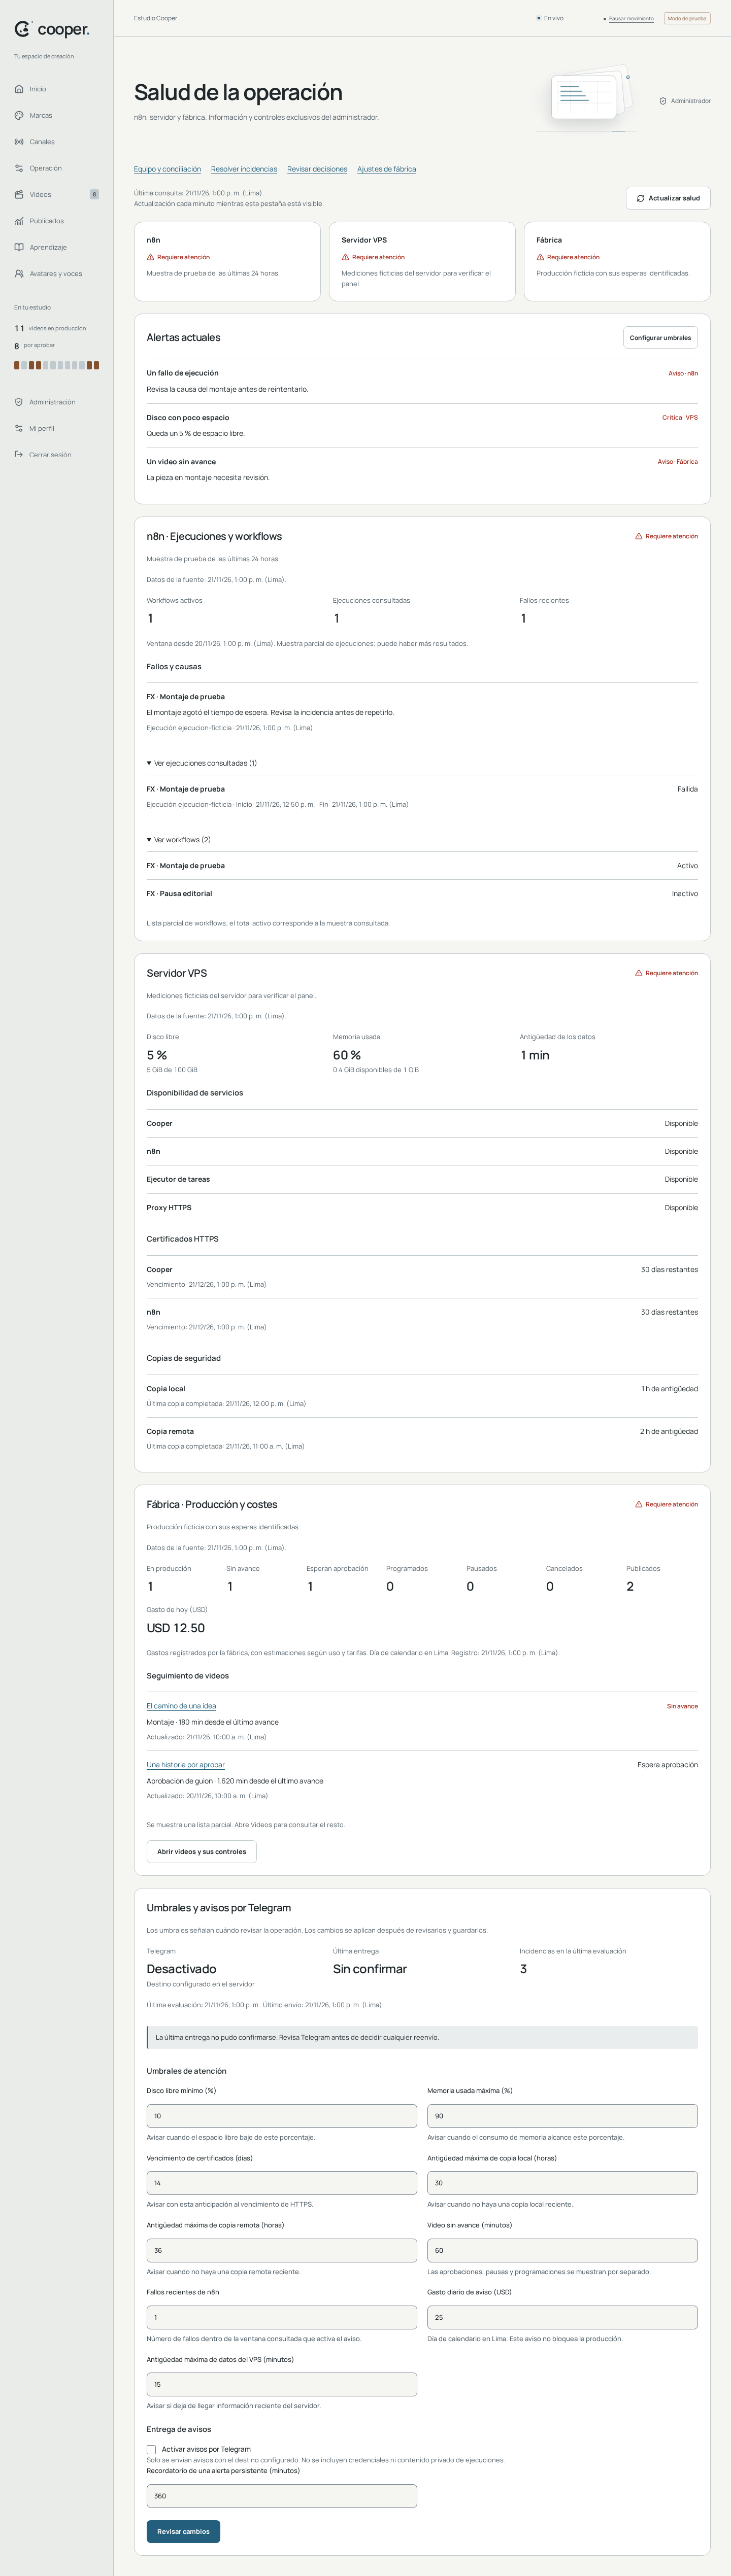 cooper.
Tu espacio de creación
Inicio
Marcas
Canales
Operación
Videos 8
Publicados
Aprendizaje
Avatares y voces
En tu estudio
11 videos en producción
8 por aprobar
Administración
Mi perfil
Cerrar sesión
Estudio Cooper
En vivo
Pausar movimiento
Modo de prueba
Salud de la operación
n8n, servidor y fábrica. Información y controles exclusivos del administrador.
Administrador
Equipo y conciliación Resolver incidencias Revisar decisiones Ajustes de fábrica
Última consulta: 21/11/26, 1:00 p. m. (Lima).
Actualización cada minuto mientras esta pestaña está visible.
Actualizar salud
n8n
Requiere atención
Muestra de prueba de las últimas 24 horas.
Servidor VPS
Requiere atención
Mediciones ficticias del servidor para verificar el
panel.
Fábrica
Requiere atención
Producción ficticia con sus esperas identificadas.
Alertas actuales
Configurar umbrales
Un fallo de ejecución
Aviso · n8n
Revisa la causa del montaje antes de reintentarlo.
Disco con poco espacio
Crítica · VPS
Queda un 5 % de espacio libre.
Un video sin avance
Aviso · Fábrica
La pieza en montaje necesita revisión.
n8n · Ejecuciones y workflows
Requiere atención
Muestra de prueba de las últimas 24 horas.
Datos de la fuente: 21/11/26, 1:00 p. m. (Lima).
Workflows activos
1
Ejecuciones consultadas
1
Fallos recientes
1
Ventana desde 20/11/26, 1:00 p. m. (Lima). Muestra parcial de ejecuciones; puede haber más resultados.
Fallos y causas
FX · Montaje de prueba
El montaje agotó el tiempo de espera. Revisa la incidencia antes de repetirlo.
Ejecución ejecucion-ficticia · 21/11/26, 1:00 p. m. (Lima)
▼ Ver ejecuciones consultadas (1)
FX · Montaje de prueba
Fallida
Ejecución ejecucion-ficticia · Inicio: 21/11/26, 12:50 p. m. · Fin: 21/11/26, 1:00 p. m. (Lima)
▼ Ver workflows (2)
FX · Montaje de prueba
Activo
FX · Pausa editorial
Inactivo
Lista parcial de workflows; el total activo corresponde a la muestra consultada.
Servidor VPS
Requiere atención
Mediciones ficticias del servidor para verificar el panel.
Datos de la fuente: 21/11/26, 1:00 p. m. (Lima).
Disco libre
5 %
5 GiB de 100 GiB
Memoria usada
60 %
0.4 GiB disponibles de 1 GiB
Antigüedad de los datos
1 min
Disponibilidad de servicios
Cooper
Disponible
n8n
Disponible
Ejecutor de tareas
Disponible
Proxy HTTPS
Disponible
Certificados HTTPS
Cooper
30 días restantes
Vencimiento: 21/12/26, 1:00 p. m. (Lima)
n8n
30 días restantes
Vencimiento: 21/12/26, 1:00 p. m. (Lima)
Copias de seguridad
Copia local
1 h de antigüedad
Última copia completada: 21/11/26, 12:00 p. m. (Lima)
Copia remota
2 h de antigüedad
Última copia completada: 21/11/26, 11:00 a. m. (Lima)
Fábrica · Producción y costes
Requiere atención
Producción ficticia con sus esperas identificadas.
Datos de la fuente: 21/11/26, 1:00 p. m. (Lima).
En producción
1
Sin avance
1
Esperan aprobación
1
Programados
0
Pausados
0
Cancelados
0
Publicados
2
Gasto de hoy (USD)
USD 12.50
Gastos registrados por la fábrica, con estimaciones según uso y tarifas. Día de calendario en Lima. Registro: 21/11/26, 1:00 p. m. (Lima).
Seguimiento de videos
El camino de una idea
Sin avance
Montaje · 180 min desde el último avance
Actualizado: 21/11/26, 10:00 a. m. (Lima)
Una historia por aprobar
Espera aprobación
Aprobación de guion · 1,620 min desde el último avance
Actualizado: 20/11/26, 10:00 a. m. (Lima)
Se muestra una lista parcial. Abre Videos para consultar el resto.
Abrir videos y sus controles
Umbrales y avisos por Telegram
Los umbrales señalan cuándo revisar la operación. Los cambios se aplican después de revisarlos y guardarlos.
Telegram
Desactivado
Destino configurado en el servidor
Última entrega
Sin confirmar
Incidencias en la última evaluación
3
Última evaluación: 21/11/26, 1:00 p. m.. Último envío: 21/11/26, 1:00 p. m. (Lima).
La última entrega no pudo confirmarse. Revisa Telegram antes de decidir cualquier reenvío.
Umbrales de atención
Disco libre mínimo (%)
10
Avisar cuando el espacio libre baje de este porcentaje.
Memoria usada máxima (%)
90
Avisar cuando el consumo de memoria alcance este porcentaje.
Vencimiento de certificados (días)
14
Avisar con esta anticipación al vencimiento de HTTPS.
Antigüedad máxima de copia local (horas)
30
Avisar cuando no haya una copia local reciente.
Antigüedad máxima de copia remota (horas)
36
Avisar cuando no haya una copia remota reciente.
Video sin avance (minutos)
60
Las aprobaciones, pausas y programaciones se muestran por separado.
Fallos recientes de n8n
1
Número de fallos dentro de la ventana consultada que activa el aviso.
Gasto diario de aviso (USD)
25
Día de calendario en Lima. Este aviso no bloquea la producción.
Antigüedad máxima de datos del VPS (minutos)
15
Avisar si deja de llegar información reciente del servidor.
Entrega de avisos
Activar avisos por Telegram
Solo se envían avisos con el destino configurado. No se incluyen credenciales ni contenido privado de ejecuciones.
Recordatorio de una alerta persistente (minutos)
360
Revisar cambios